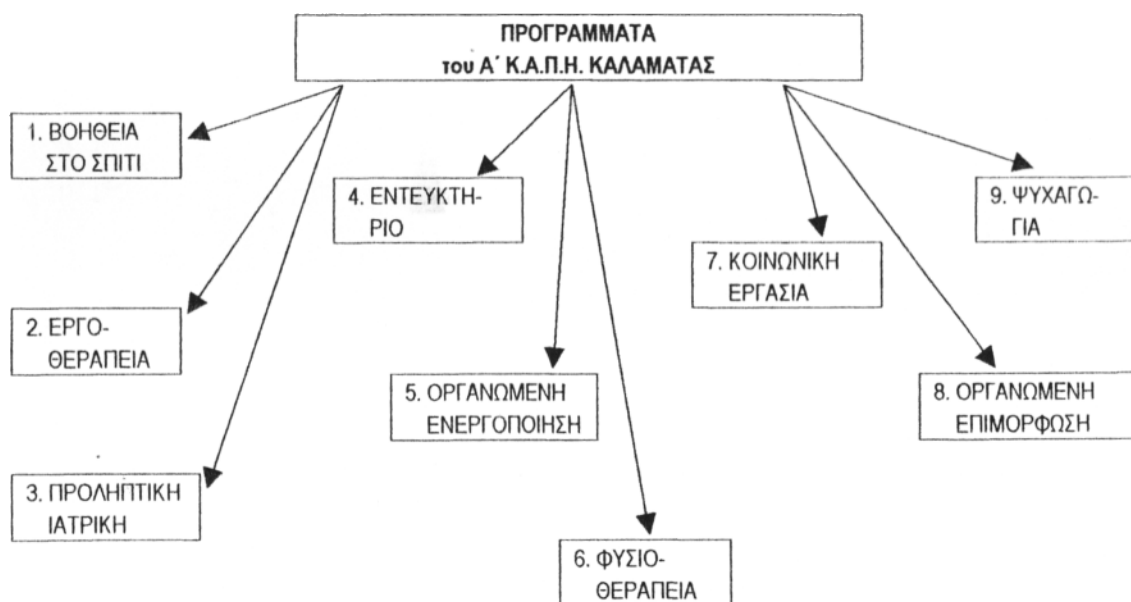 ΠΡΟΓΡΑΜΜΑΤΑ
του Α΄ Κ.Α.Π.Η. ΚΑΛΑΜΑΤΑΣ
1. ΒΟΗΘΕΙΑ
ΣΤΟ ΣΠΙΤΙ
2. ΕΡΓΟ-
ΘΕΡΑΠΕΙΑ
3. ΠΡΟΛΗΠΤΙΚΗ
ΙΑΤΡΙΚΗ
4. ΕΝΤΕΥΚΤΗ-
ΡΙΟ
5. ΟΡΓΑΝΩΜΕΝΗ
ΕΝΕΡΓΟΠΟΙΗΣΗ
6. ΦΥΣΙΟ-
ΘΕΡΑΠΕΙΑ
7. ΚΟΙΝΩΝΙΚΗ
ΕΡΓΑΣΙΑ
8. ΟΡΓΑΝΩΜΕΝΗ
ΕΠΙΜΟΡΦΩΣΗ
9. ΨΥΧΑΓΩ-
ΓΙΑ